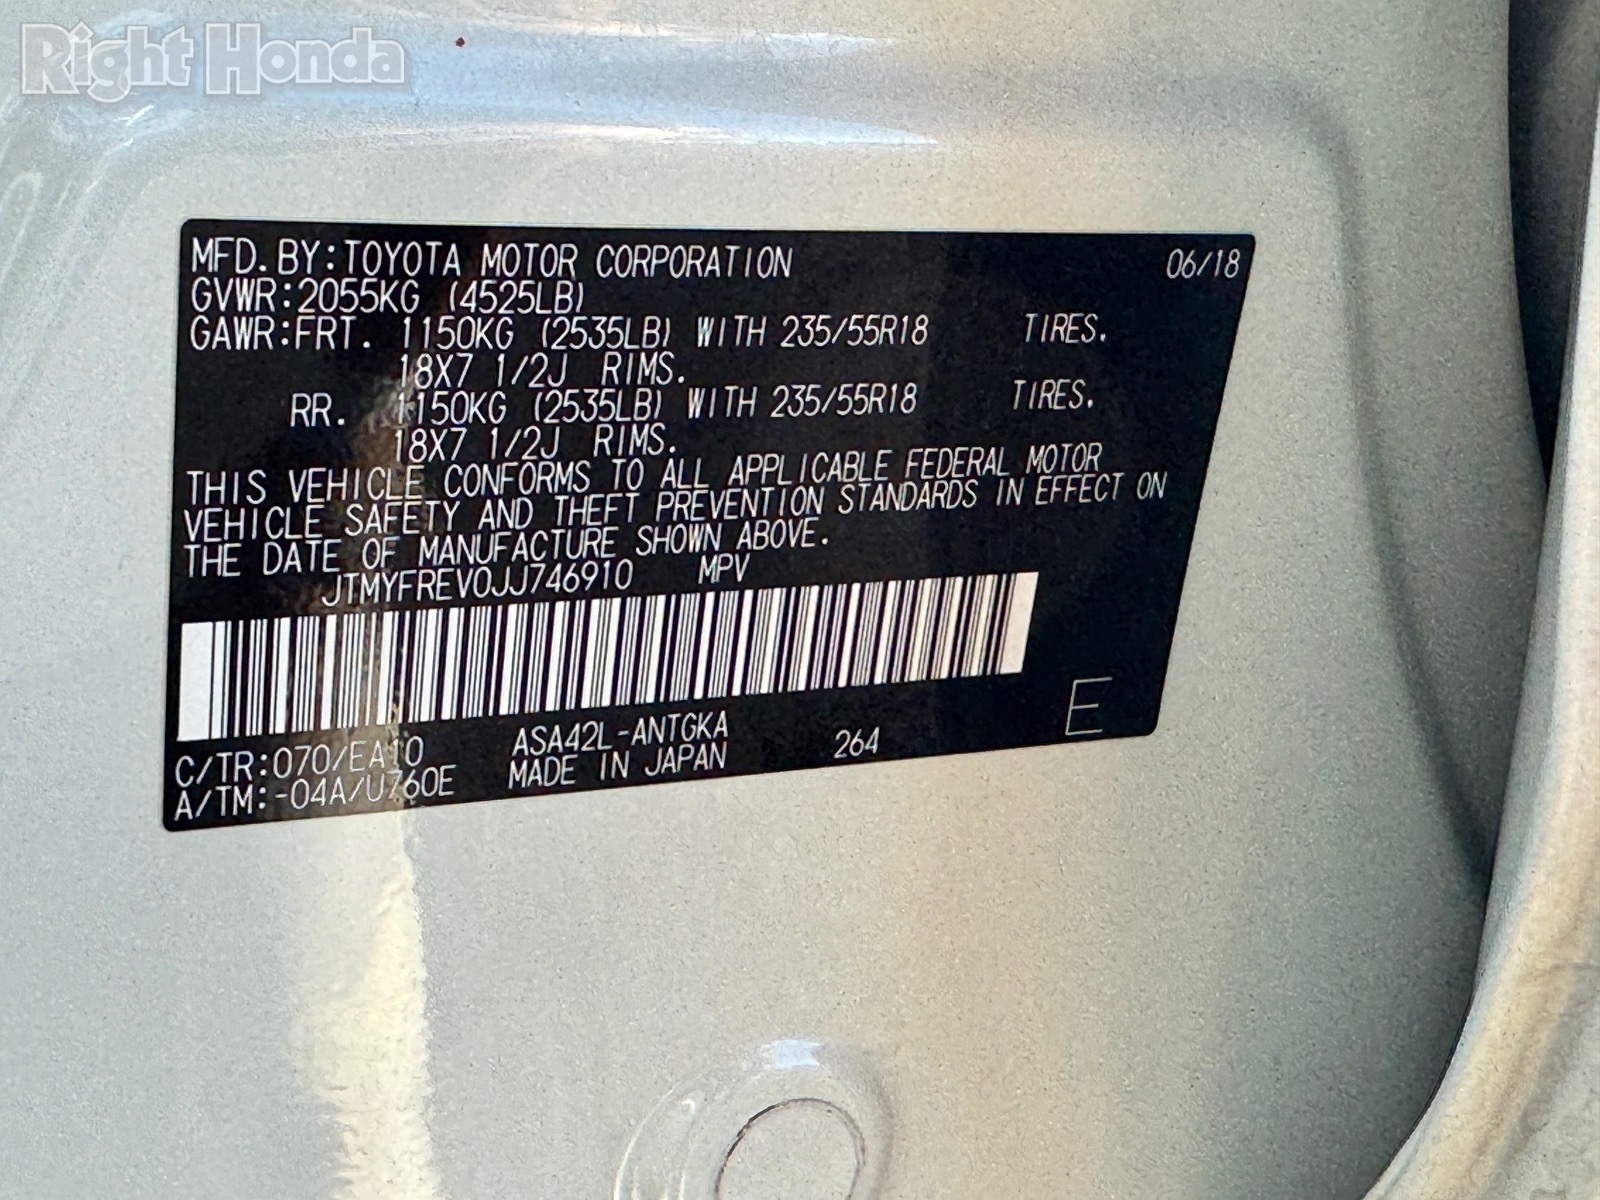 Right Honda
MFD. BY:TOYOTA MOTOR CORPORATION 06/18
GVWR:2055KG (4525LB)
GAWR:FRT. 1150KG (2535LB) WITH 235/55R18 TIRES.
18X7 1/2J RIMS.
RR. 1150KG (2535LB) WITH 235/55R18 TIRES.
18X7 1/2J RIMS.
THIS VEHICLE CONFORMS TO ALL APPLICABLE FEDERAL MOTOR
VEHICLE SAFETY AND THEFT PREVENTION STANDARDS IN EFFECT ON
THE DATE OF MANUFACTURE SHOWN ABOVE.
JTMYFREV0JJ746910 MPV
C/TR:070/EA10 ASA42L-ANTGKA 264 E
A/TM:-04A/U760E MADE IN JAPAN